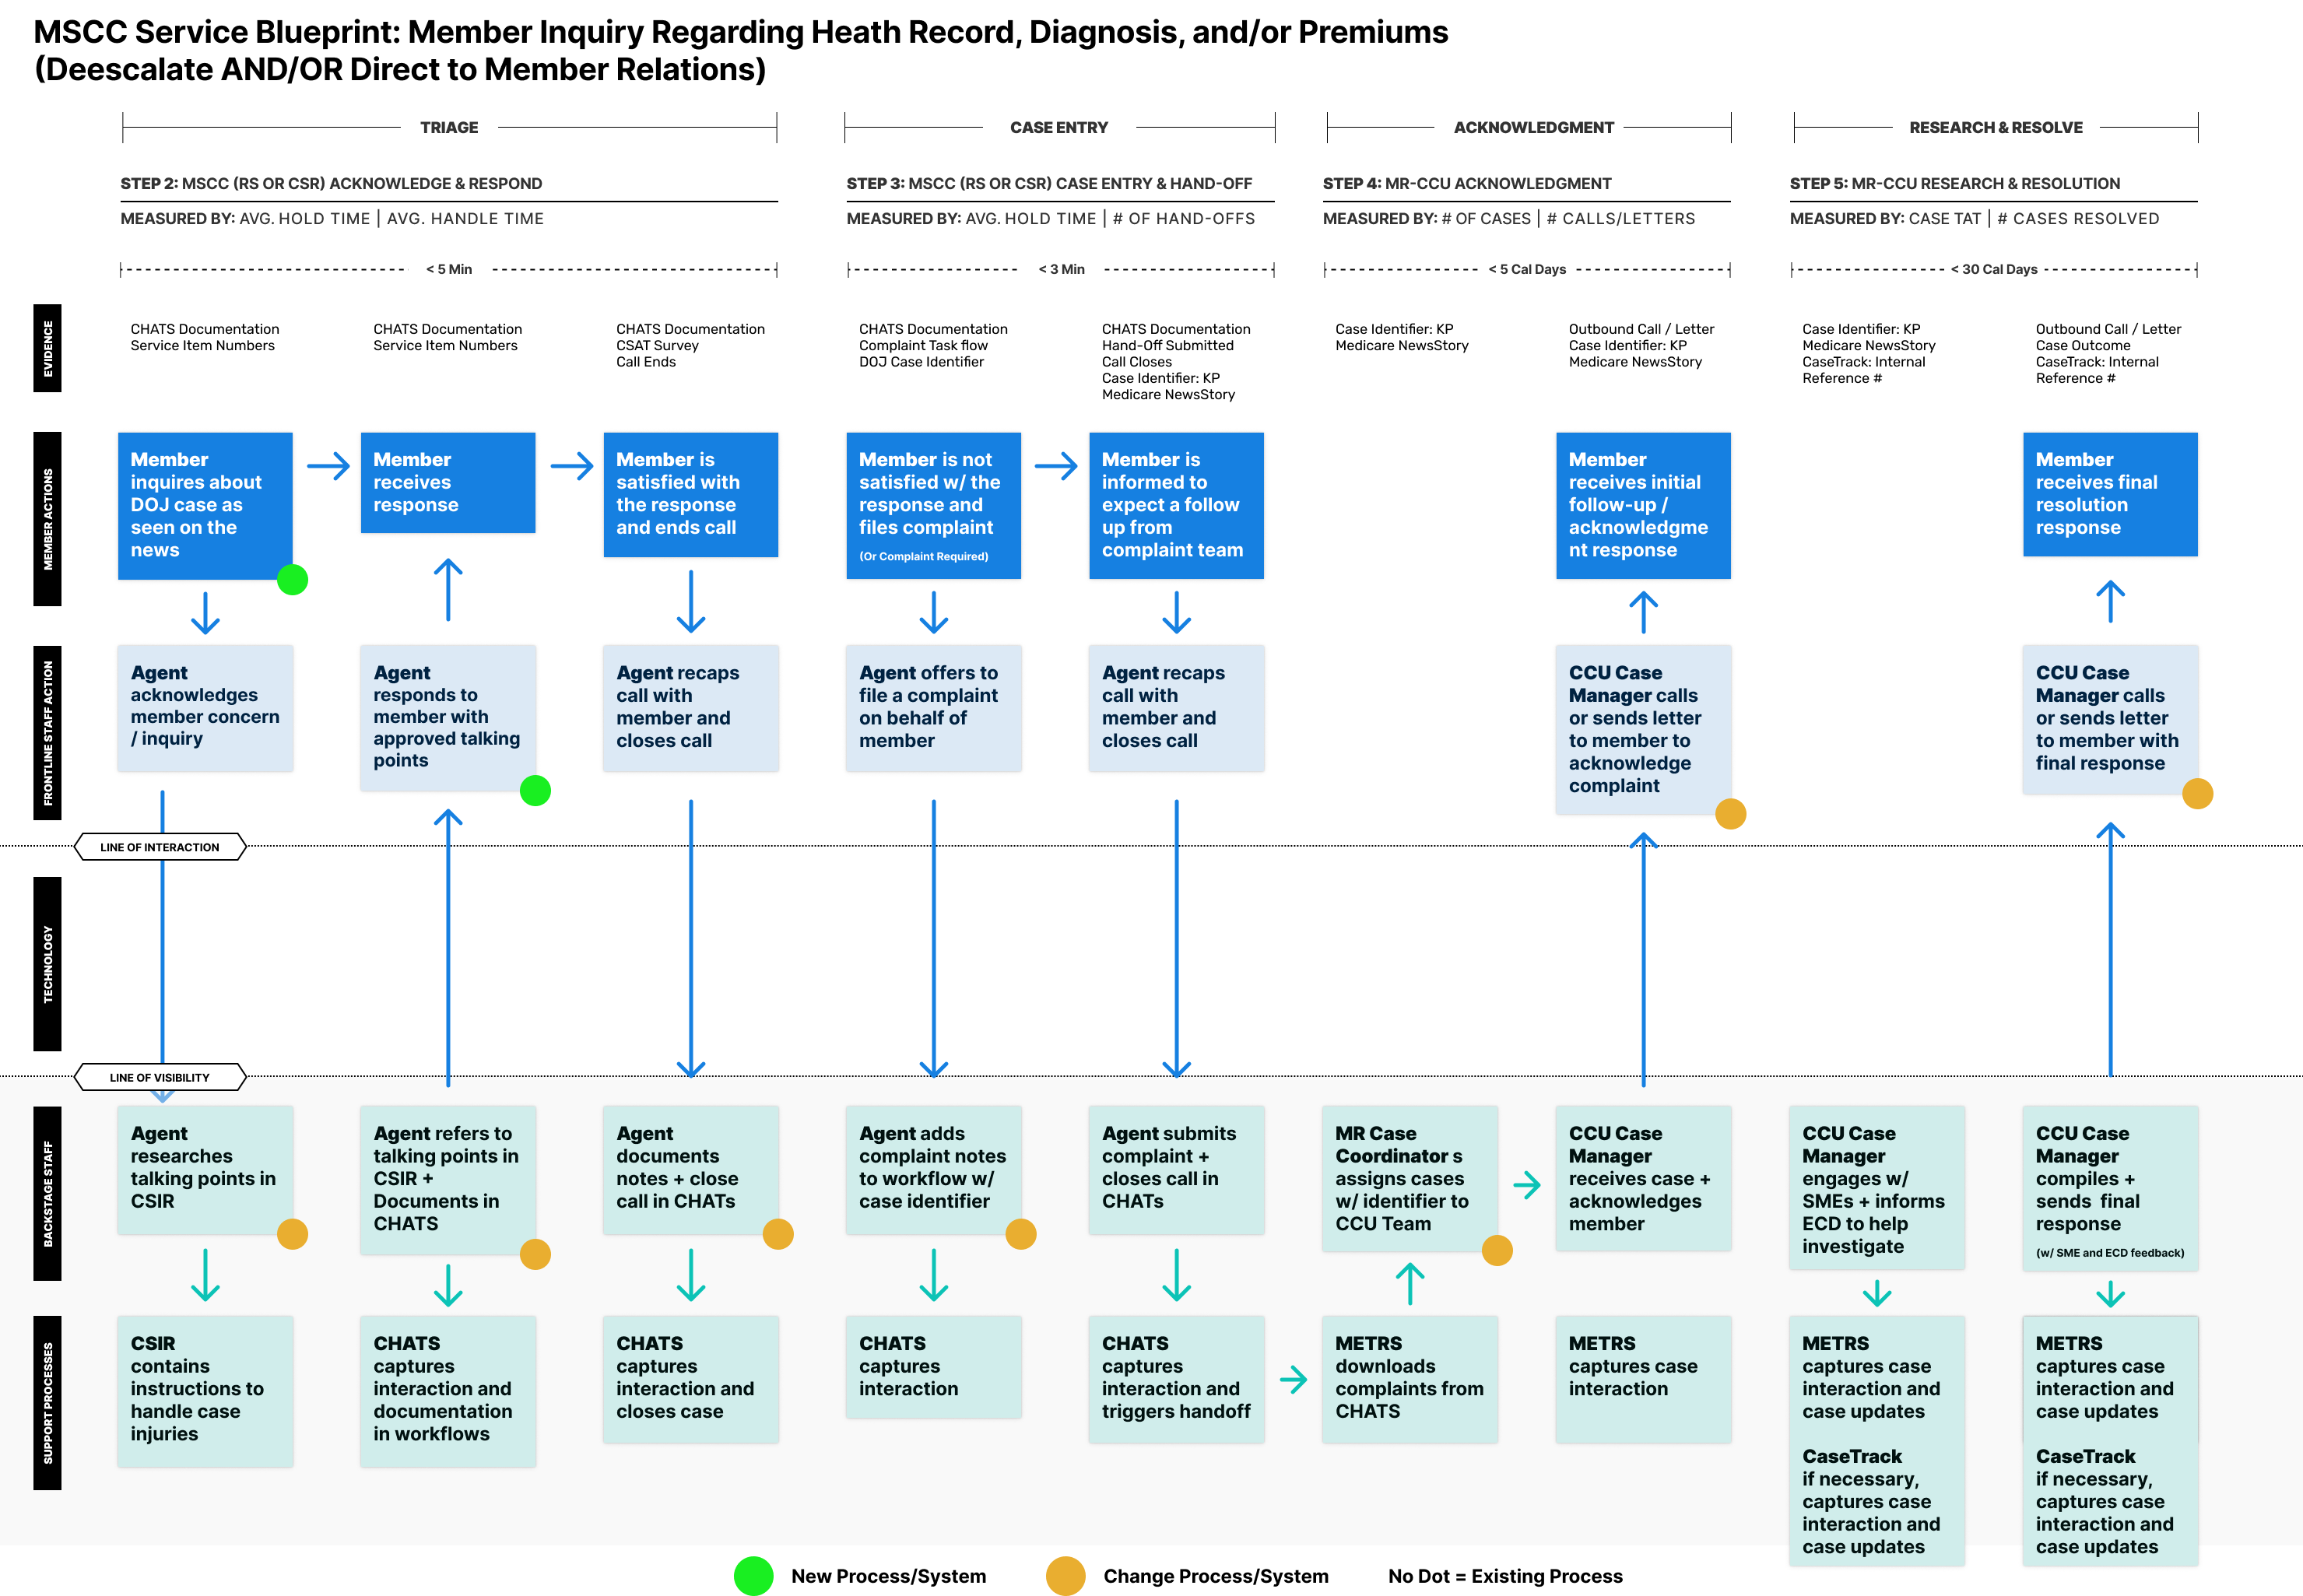 MSCC Service Blueprint: Member Inquiry Regarding Heath Record, Diagnosis, and/or Premiums
(Deescalate AND/OR Direct to Member Relations)
TRIAGE
CASE ENTRY
ACKNOWLEDGMENT
RESEARCH & RESOLVE
STEP 2: MSCC (RS OR CSR) ACKNOWLEDGE & RESPOND
STEP 3: MSCC (RS OR CSR) CASE ENTRY & HAND-OFF
STEP 4: MR-CCU ACKNOWLEDGMENT
STEP 5: MR-CCU RESEARCH & RESOLUTION
MEASURED BY: AVG. HOLD TIME | AVG. HANDLE TIME
MEASURED BY: AVG. HOLD TIME | # OF HAND-OFFS
MEASURED BY: # OF CASES | # CALLS/LETTERS
MEASURED BY: CASE TAT | # CASES RESOLVED
< 5 Min
< 3 Min
< 5 Cal Days
< 30 Cal Days
EVIDENCE
CHATS Documentation
Service Item Numbers
CHATS Documentation
Service Item Numbers
CHATS Documentation
CSAT Survey
Call Ends
CHATS Documentation
Complaint Task flow
DOJ Case Identifier
CHATS Documentation
Hand-Off Submitted
Call Closes
Case Identifier: KP
Medicare NewsStory
Case Identifier: KP
Medicare NewsStory
Outbound Call / Letter
Case Identifier: KP
Medicare NewsStory
Case Identifier: KP
Medicare NewsStory
CaseTrack: Internal
Reference #
Outbound Call / Letter
Case Outcome
CaseTrack: Internal
Reference #
MEMBER ACTIONS
Member
inquires about
DOJ case as
seen on the
news
Member
receives
response
Member is
satisfied with
the response
and ends call
Member is not
satisfied w/ the
response and
files complaint
(Or Complaint Required)
Member is
informed to
expect a follow
up from
complaint team
Member
receives initial
follow-up /
acknowledgme
nt response
Member
receives final
resolution
response
FRONTLINE STAFF ACTION
Agent
acknowledges
member concern
/ inquiry
Agent
responds to
member with
approved talking
points
Agent recaps
call with
member and
closes call
Agent offers to
file a complaint
on behalf of
member
Agent recaps
call with
member and
closes call
CCU Case
Manager calls
or sends letter
to member to
acknowledge
complaint
CCU Case
Manager calls
or sends letter
to member with
final response
LINE OF INTERACTION
TECHNOLOGY
LINE OF VISIBILITY
BACKSTAGE STAFF
Agent
researches
talking points in
CSIR
Agent refers to
talking points in
CSIR +
Documents in
CHATS
Agent
documents
notes + close
call in CHATs
Agent adds
complaint notes
to workflow w/
case identifier
Agent submits
complaint +
closes call in
CHATs
MR Case
Coordinator s
assigns cases
w/ identifier to
CCU Team
CCU Case
Manager
receives case +
acknowledges
member
CCU Case
Manager
engages w/
SMEs + informs
ECD to help
investigate
CCU Case
Manager
compiles +
sends final
response
(w/ SME and ECD feedback)
SUPPORT PROCESSES
CSIR
contains
instructions to
handle case
injuries
CHATS
captures
interaction and
documentation
in workflows
CHATS
captures
interaction and
closes case
CHATS
captures
interaction
CHATS
captures
interaction and
triggers handoff
METRS
downloads
complaints from
CHATS
METRS
captures case
interaction
METRS
captures case
interaction and
case updates
CaseTrack
if necessary,
captures case
interaction and
case updates
METRS
captures case
interaction and
case updates
CaseTrack
if necessary,
captures case
interaction and
case updates
New Process/System
Change Process/System
No Dot = Existing Process